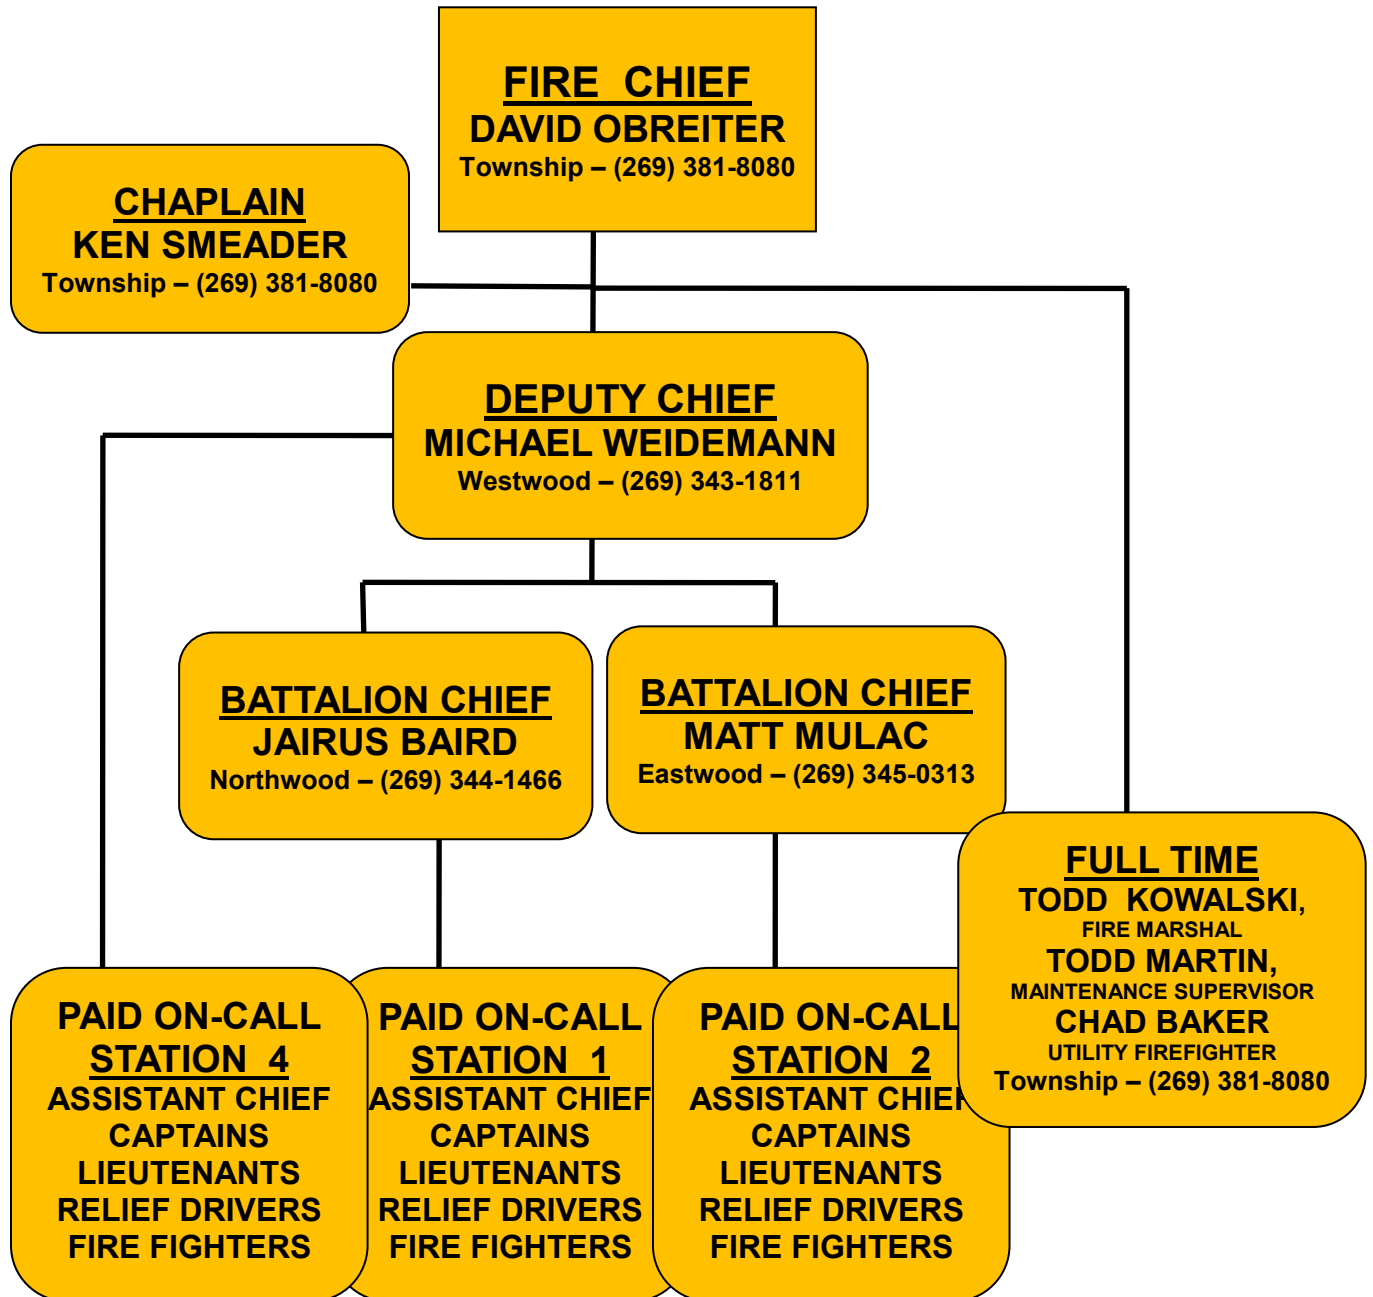 FIRE CHIEF
DAVID OBREITER
Township – (269) 381-8080
CHAPLAIN
KEN SMEADER
Township – (269) 381-8080
DEPUTY CHIEF
MICHAEL WEIDEMANN
Westwood – (269) 343-1811
BATTALION CHIEF
JAIRUS BAIRD
Northwood – (269) 344-1466
BATTALION CHIEF
MATT MULAC
Eastwood – (269) 345-0313
FULL TIME
TODD KOWALSKI,
FIRE MARSHAL
TODD MARTIN,
MAINTENANCE SUPERVISOR
CHAD BAKER
UTILITY FIREFIGHTER
Township – (269) 381-8080
PAID ON-CALL
STATION 4
ASSISTANT CHIEF
CAPTAINS
LIEUTENANTS
RELIEF DRIVERS
FIRE FIGHTERS
PAID ON-CALL
STATION 1
ASSISTANT CHIEF
CAPTAINS
LIEUTENANTS
RELIEF DRIVERS
FIRE FIGHTERS
PAID ON-CALL
STATION 2
ASSISTANT CHIEF
CAPTAINS
LIEUTENANTS
RELIEF DRIVERS
FIRE FIGHTERS